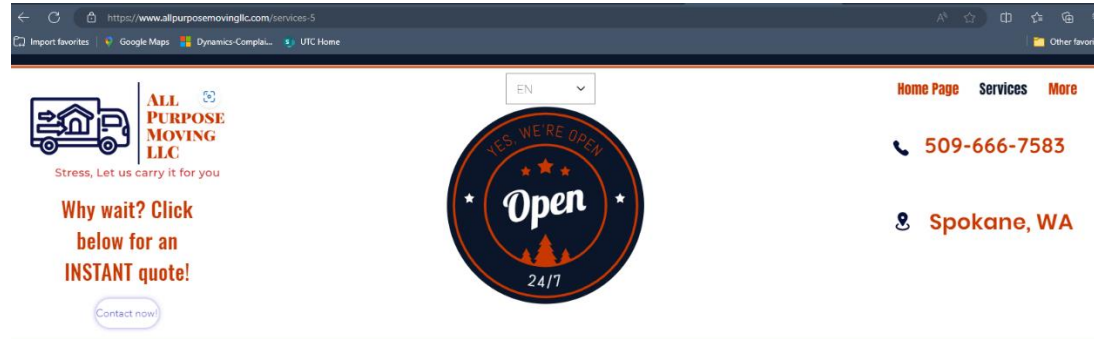 https://www.allpurposemovingllc.com/services-5
Import favorites
Google Maps
Dynamics-Complai...
UTC Home
Other favori
ALL
PURPOSE
MOVING
LLC
Stress, Let us carry it for you
Why wait? Click
below for an
INSTANT quote!
Contact now!
EN
YES, WE'RE OPEN
Open
24/7
Home Page Services More
509-666-7583
Spokane, WA